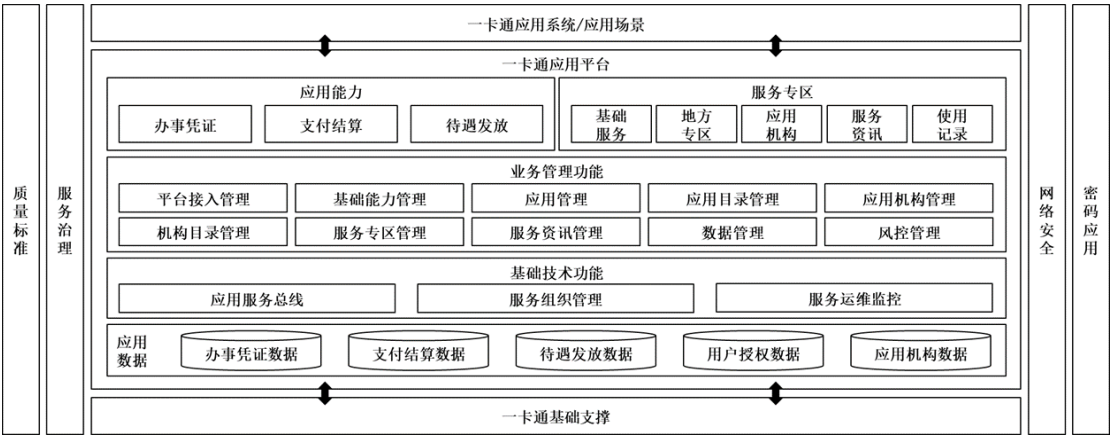 质量标准
服务治理
一卡通应用系统/应用场景
一卡通应用平台
应用能力
办事凭证
支付结算
待遇发放
服务专区
基础
服务
地方
专区
应用
机构
服务
资讯
使用
记录
业务管理功能
平台接入管理
基础能力管理
应用管理
应用目录管理
应用机构管理
机构目录管理
服务专区管理
服务资讯管理
数据管理
风控管理
基础技术功能
应用服务总线
服务组织管理
服务运维监控
应用
数据
办事凭证数据
支付结算数据
待遇发放数据
用户授权数据
应用机构数据
一卡通基础支撑
网络安全
密码应用